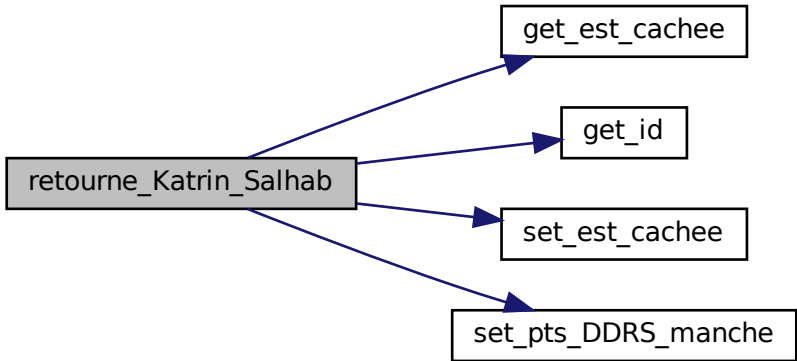 get_est_cachee
get_id
retourne_Katrin_Salhab
set_est_cachee
set_pts_DDRS_manche